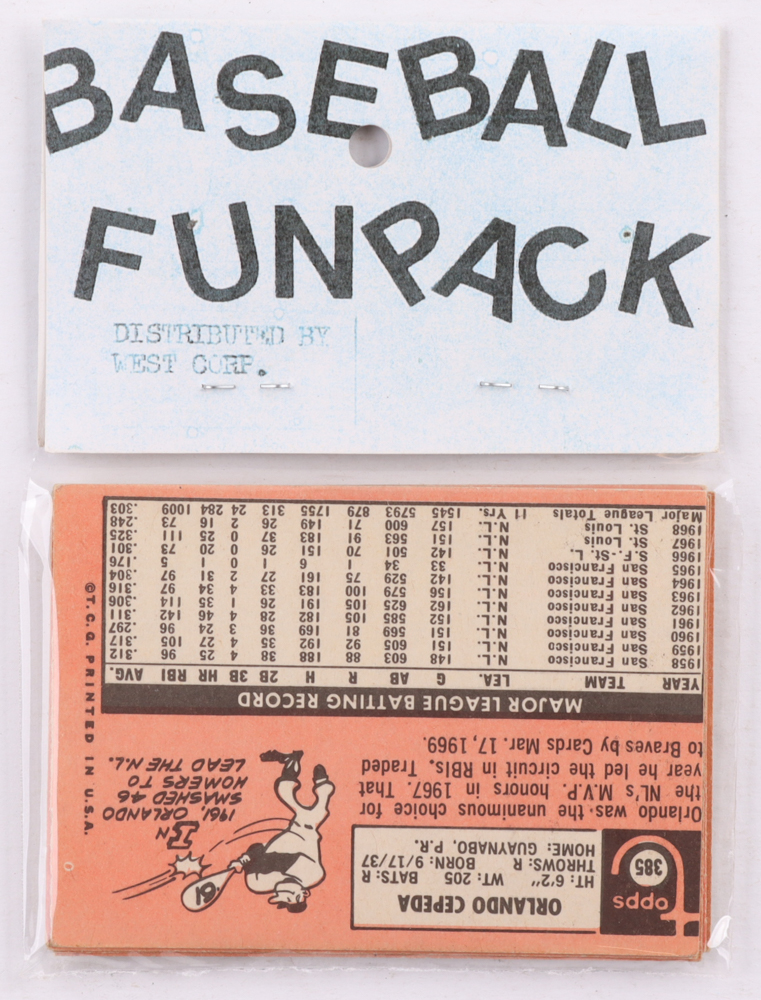 BASEBALL
FUNPACK
DISTRIBUTED BY
WEST CORP.
topps
385
ORLANDO CEPEDA
HT: 6'2" WT: 205 BATS: R
THROWS: R BORN: 9/17/37
HOME: GUAYNABO, P.R.
Orlando was the unanimous choice for
the NL's M.V.P. honors in 1967. That
year he led the circuit in RBIs. Traded
to Braves by Cards Mar. 17, 1969.
'61
IN
1961, ORLANDO
SMASHED 46
HOMERS TO
LEAD THE N.L.
MAJOR LEAGUE BATTING RECORD
YEAR TEAM LEA. G AB R H 2B 3B HR RBI AVG.
1958 San Francisco N.L. 148 603 88 188 38 4 25 96 .312
1959 San Francisco N.L. 151 605 92 192 35 4 27 105 .317
1960 San Francisco N.L. 151 569 81 169 36 3 24 96 .297
1961 San Francisco N.L. 152 585 105 182 28 4 46 142 .311
1962 San Francisco N.L. 162 625 105 191 26 1 35 114 .306
1963 San Francisco N.L. 156 579 100 183 33 4 34 97 .316
1964 San Francisco N.L. 142 529 75 161 27 2 31 97 .304
1965 San Francisco N.L. 33 34 1 6 1 0 1 5 .176
1966 S.F.-St. L. N.L. 142 501 70 151 26 0 20 73 .301
1967 St. Louis N.L. 151 563 91 183 37 0 25 111 .325
1968 St. Louis N.L. 157 600 71 149 26 2 16 73 .248
Major League Totals 11 Yrs. 1545 5793 879 1755 313 24 284 1009 .303
©T.C.G. PRINTED IN U.S.A.